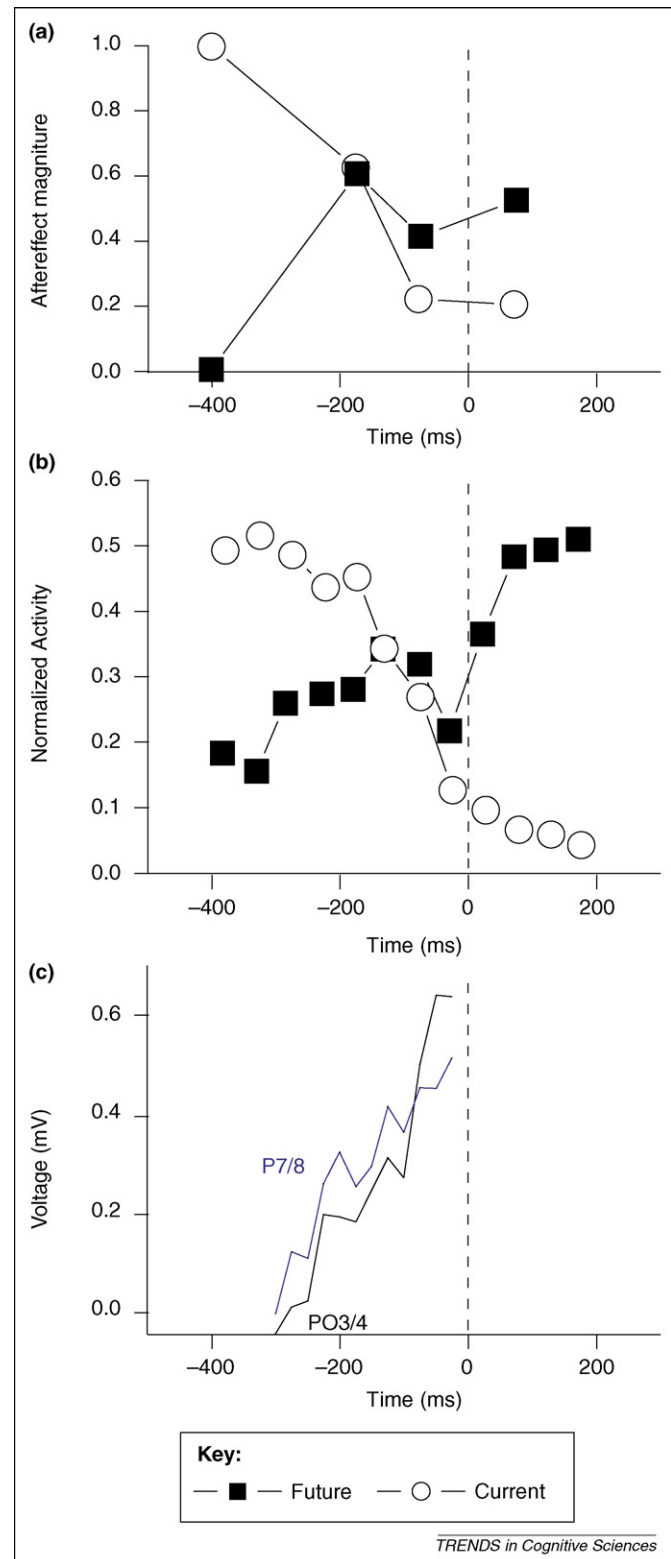 (a)
Aftereffect magniture
1.0
0.8
0.6
0.4
0.2
0.0
−400
−200
0
200
Time (ms)
(b)
Normalized Activity
0.6
0.5
0.4
0.3
0.2
0.1
0.0
−400
−200
0
200
Time (ms)
(c)
Voltage (mV)
0.6
0.4
0.2
0.0
P7/8
PO3/4
−400
−200
0
200
Time (ms)
Key:
Future
Current
TRENDS in Cognitive Sciences